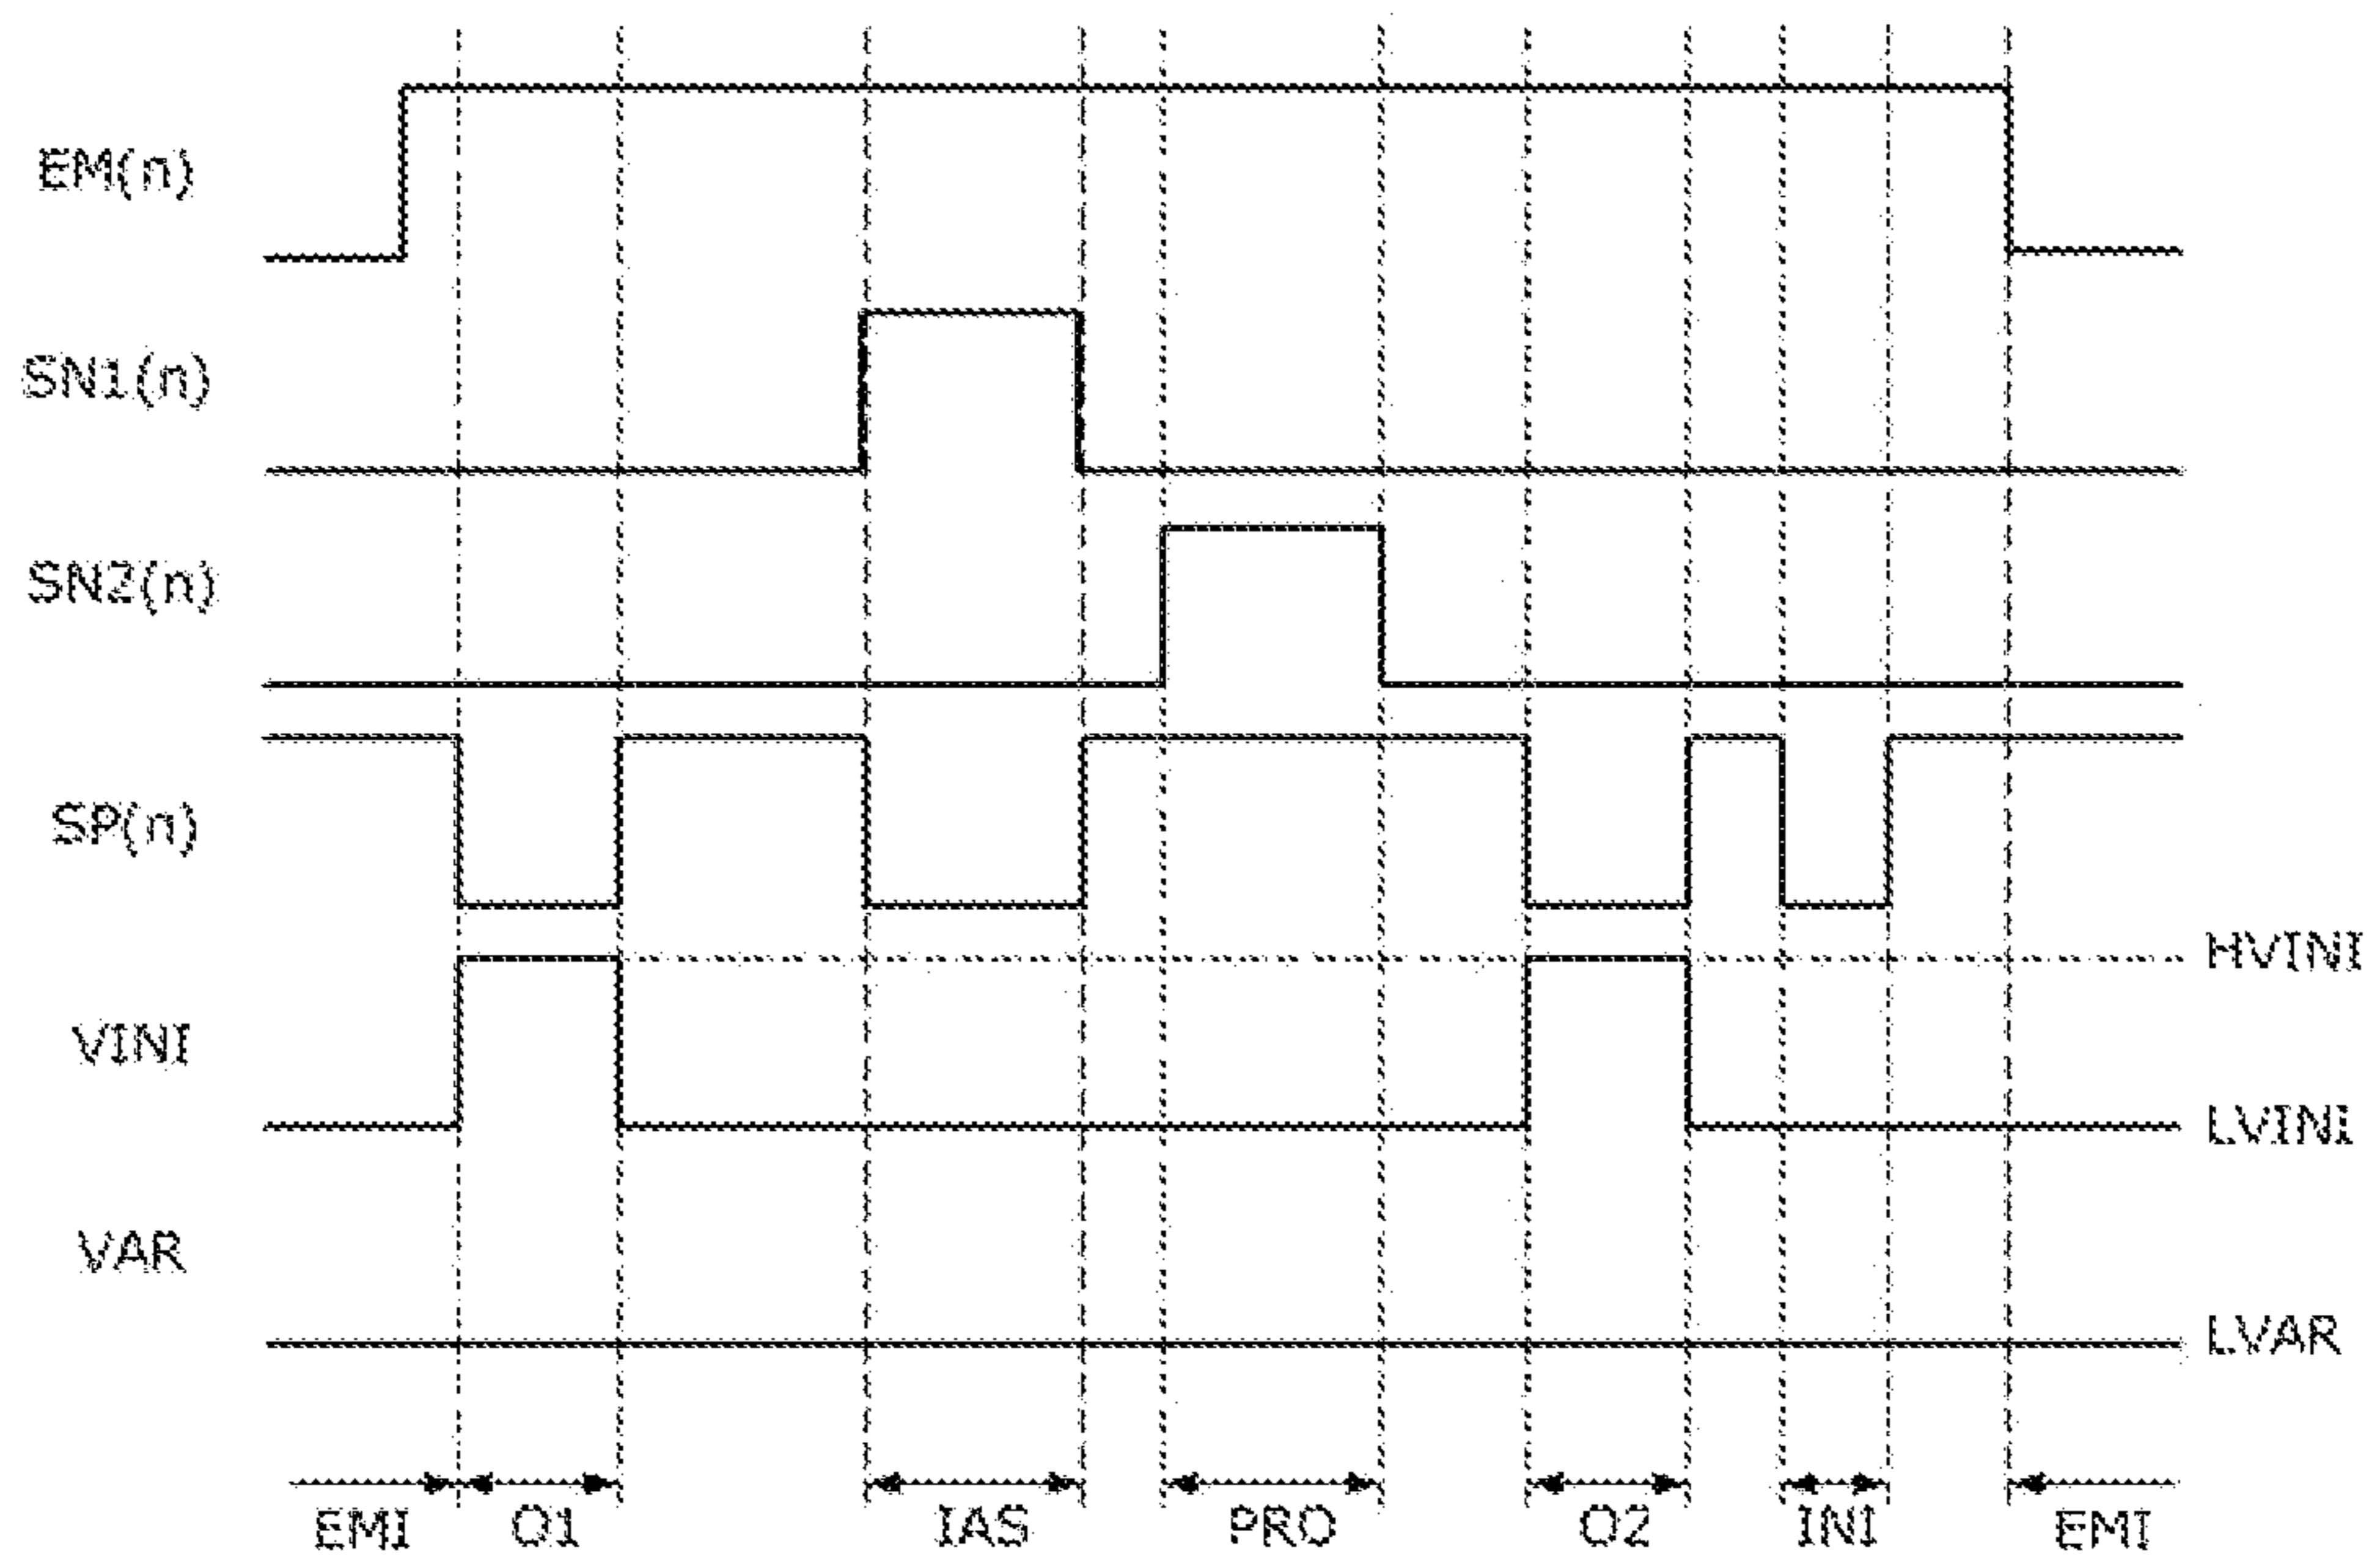 EM(n)
SN1(n)
SN2(n)
SP(n)
HVINI
VINI
LVINI
VAR
LVAR
EMI O1 IAS PRO O2 INI EMI